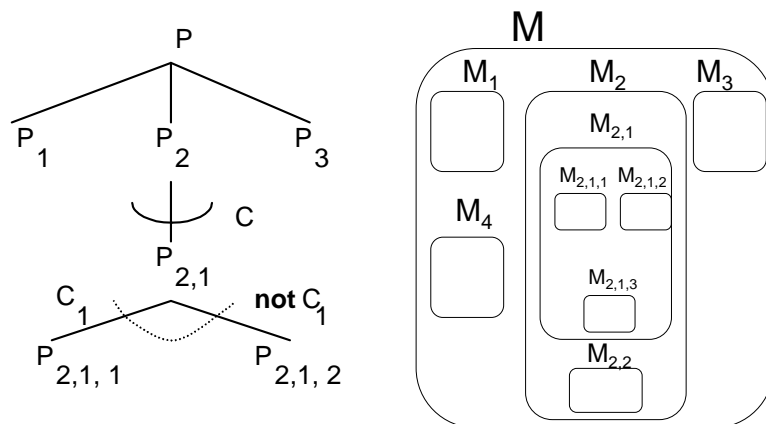 P
P1 P2 P3
C
P2,1
C1 not C1
P2,1, 1 P2,1, 2
M
M1 M2 M3
M2,1
M2,1,1 M2,1,2
M4
M2,1,3
M2,2